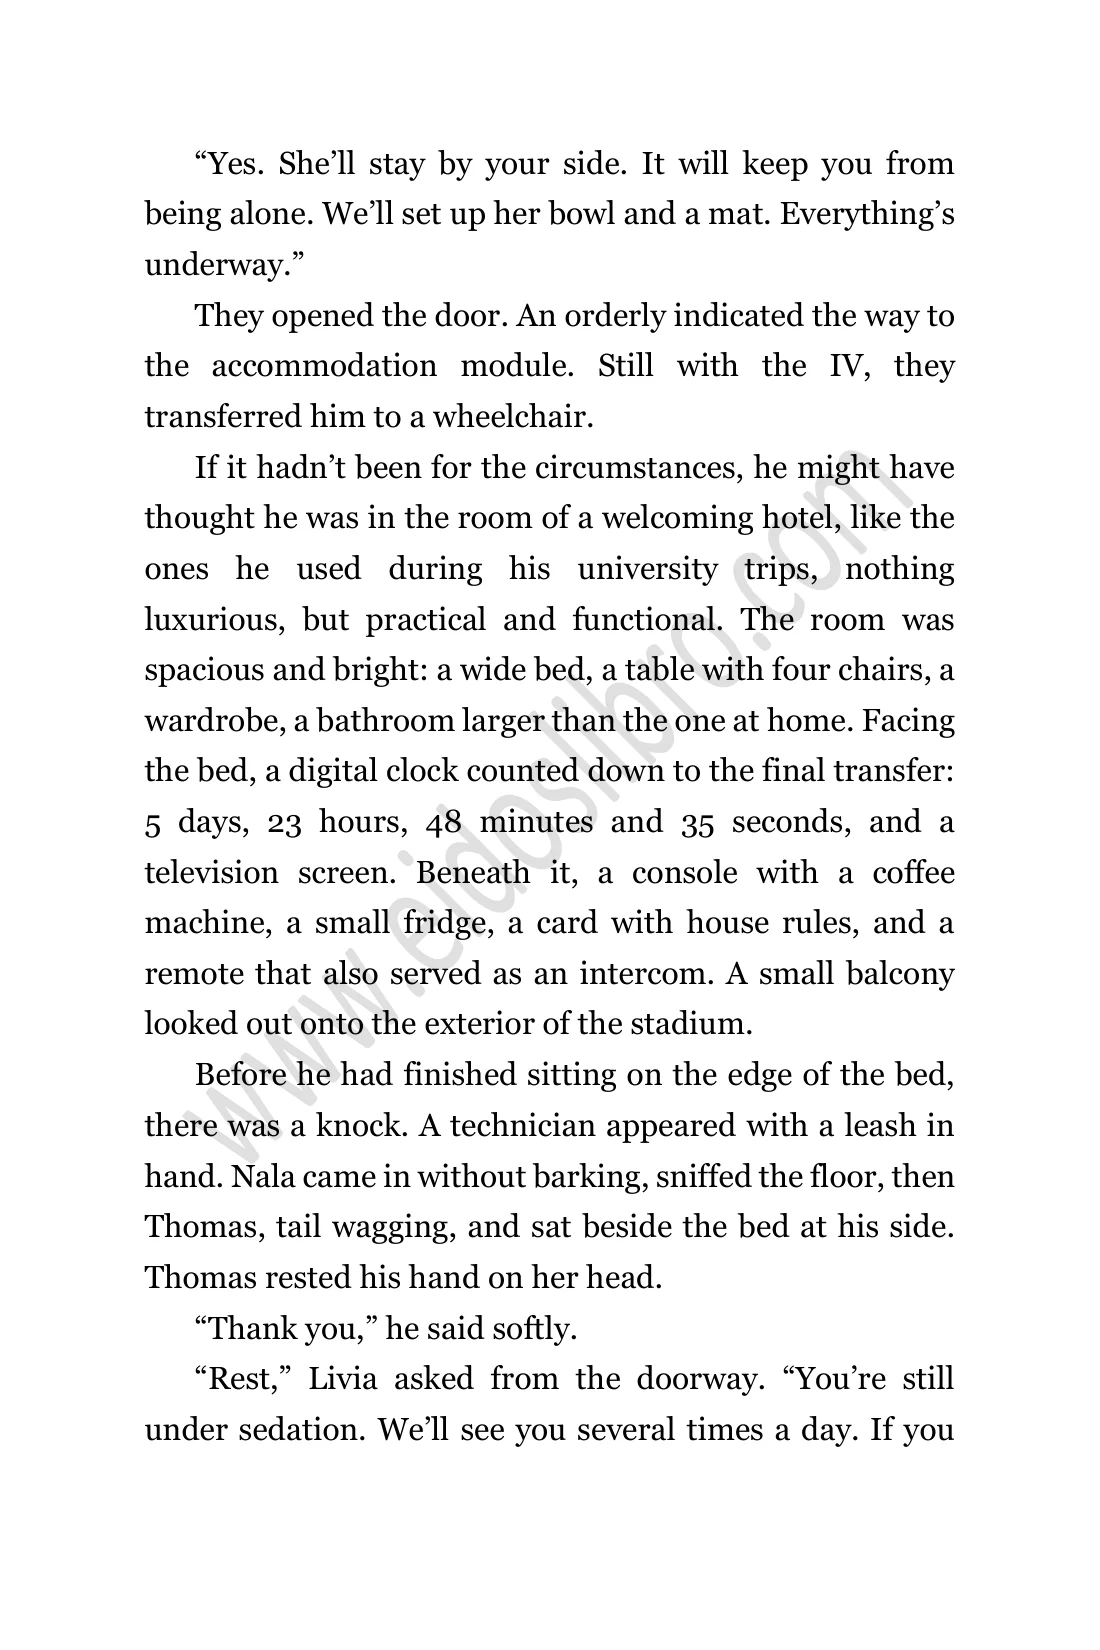 “Yes. She’ll stay by your side. It will keep you from
being alone. We’ll set up her bowl and a mat. Everything’s
underway.”
They opened the door. An orderly indicated the way to
the accommodation module. Still with the IV, they
transferred him to a wheelchair.
If it hadn’t been for the circumstances, he might have
thought he was in the room of a welcoming hotel, like the
ones he used during his university trips, nothing
luxurious, but practical and functional. The room was
spacious and bright: a wide bed, a table with four chairs, a
wardrobe, a bathroom larger than the one at home. Facing
the bed, a digital clock counted down to the final transfer:
5 days, 23 hours, 48 minutes and 35 seconds, and a
television screen. Beneath it, a console with a coffee
machine, a small fridge, a card with house rules, and a
remote that also served as an intercom. A small balcony
looked out onto the exterior of the stadium.
Before he had finished sitting on the edge of the bed,
there was a knock. A technician appeared with a leash in
hand. Nala came in without barking, sniffed the floor, then
Thomas, tail wagging, and sat beside the bed at his side.
Thomas rested his hand on her head.
“Thank you,” he said softly.
“Rest,” Livia asked from the doorway. “You’re still
under sedation. We’ll see you several times a day. If you
www.eidoslibro.com